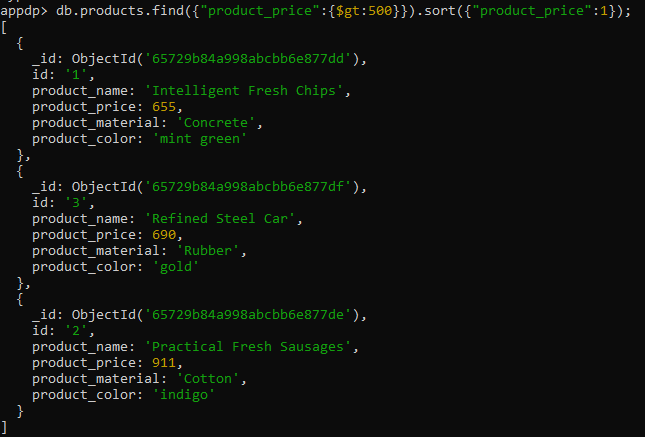 appdp> db.products.find({"product_price":{$gt:500}}).sort({"product_price":1});
[
  {
    _id: ObjectId('65729b84a998abcbb6e877dd'),
    id: '1',
    product_name: 'Intelligent Fresh Chips',
    product_price: 655,
    product_material: 'Concrete',
    product_color: 'mint green'
  },
  {
    _id: ObjectId('65729b84a998abcbb6e877df'),
    id: '3',
    product_name: 'Refined Steel Car',
    product_price: 690,
    product_material: 'Rubber',
    product_color: 'gold'
  },
  {
    _id: ObjectId('65729b84a998abcbb6e877de'),
    id: '2',
    product_name: 'Practical Fresh Sausages',
    product_price: 911,
    product_material: 'Cotton',
    product_color: 'indigo'
  }
]